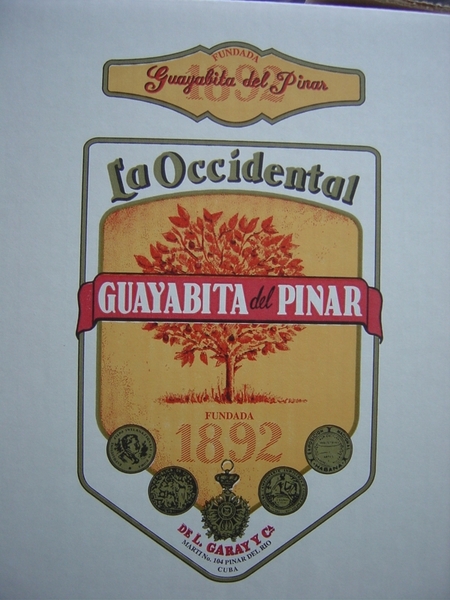 FUNDADA
Guayabita del Pinar
1892
La Occidental
GUAYABITA del PINAR
FUNDADA
1892
DE L. GARAY Y Cª
MARTI No. 104 PINAR DEL RIO
CUBA